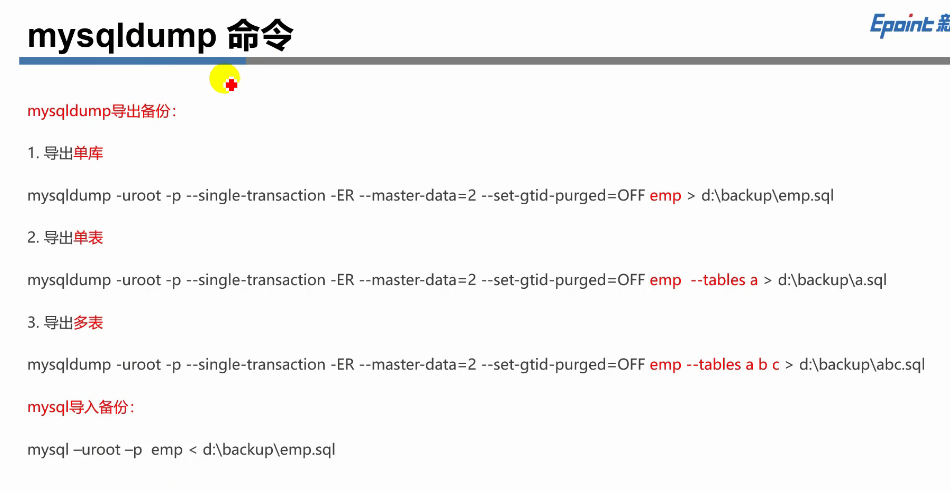 mysqldump 命令
Epoint 新
mysqldump导出备份：
1. 导出单库
mysqldump -uroot -p --single-transaction -ER --master-data=2 --set-gtid-purged=OFF emp > d:\backup\emp.sql
2. 导出单表
mysqldump -uroot -p --single-transaction -ER --master-data=2 --set-gtid-purged=OFF emp  --tables a > d:\backup\a.sql
3. 导出多表
mysqldump -uroot -p --single-transaction -ER --master-data=2 --set-gtid-purged=OFF emp --tables a b c > d:\backup\abc.sql
mysql导入备份：
mysql –uroot –p  emp < d:\backup\emp.sql